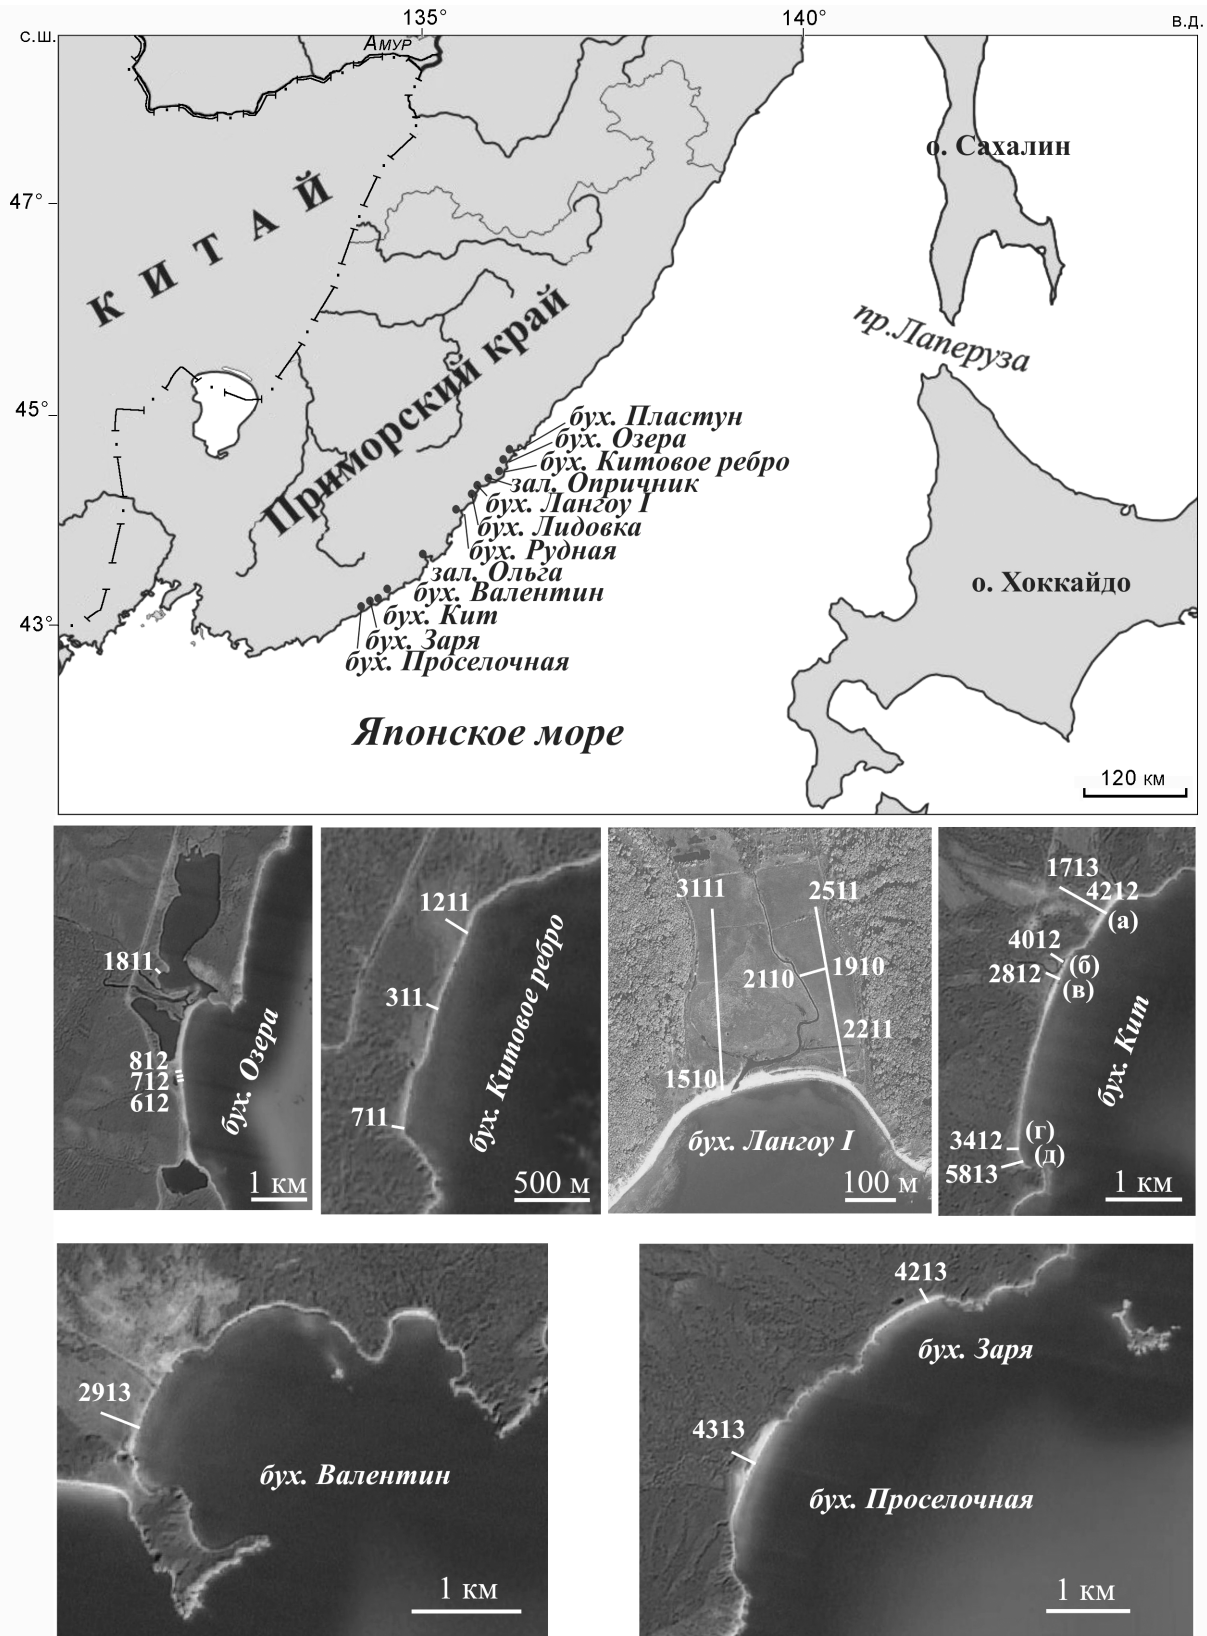 135°
140°
с.ш.
в.д.
Амур
о. Сахалин
47°
КИТАЙ
Приморский край
пр.Лаперуза
45°
бух. Пластун
бух. Озера
бух. Китовое ребро
зал. Опричник
бух. Лангоу I
бух. Лидовка
бух. Рудная
зал. Ольга
о. Хоккайдо
бух. Валентин
43°
бух. Кит
бух. Заря
бух. Проселочная
Японское море
120 км
1811
812
712
612
бух. Озера
1 км
1211
311
711
бух. Китовое ребро
500 м
3111
2511
2110
1910
2211
1510
бух. Лангоу I
100 м
1713
4212
(а)
4012
(б)
2812
(в)
бух. Кит
(г)
3412
(д)
5813
1 км
2913
бух. Валентин
1 км
4213
бух. Заря
4313
бух. Проселочная
1 км